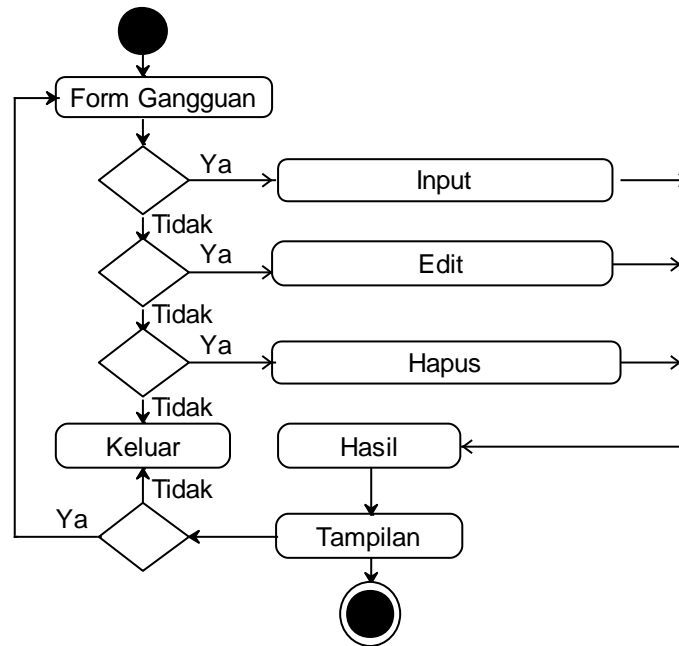 Form Gangguan
Ya
Input
Tidak
Ya
Edit
Tidak
Ya
Hapus
Tidak
Keluar
Hasil
Tidak
Ya
Tampilan